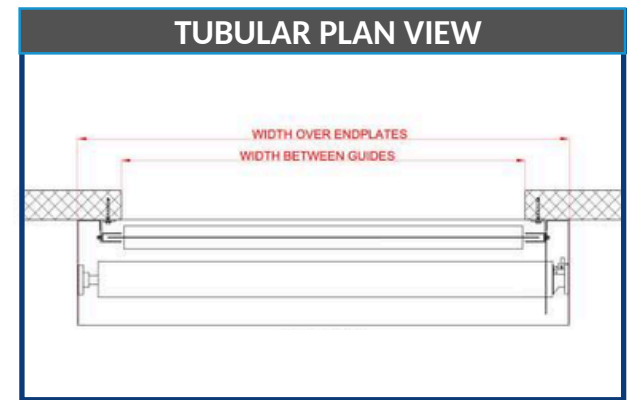 TUBULAR PLAN VIEW
WIDTH OVER ENDPLATES
WIDTH BETWEEN GUIDES